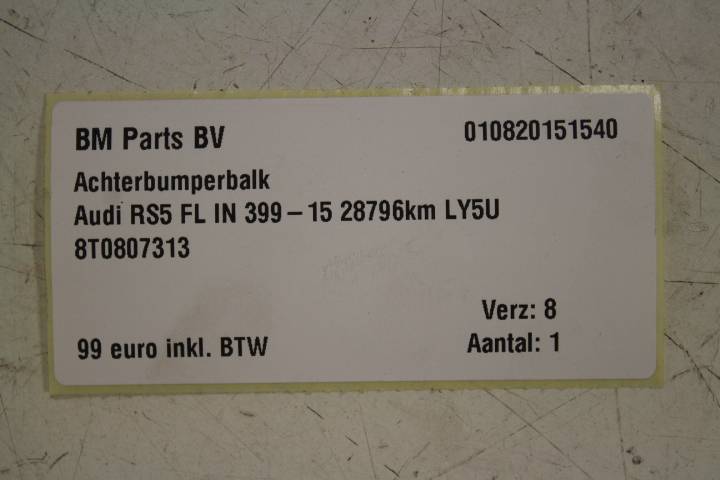 BM Parts BV 010820151540
Achterbumperbalk
Audi RS5 FL IN 399 – 15 28796km LY5U
8T0807313
Verz: 8
99 euro inkl. BTW Aantal: 1